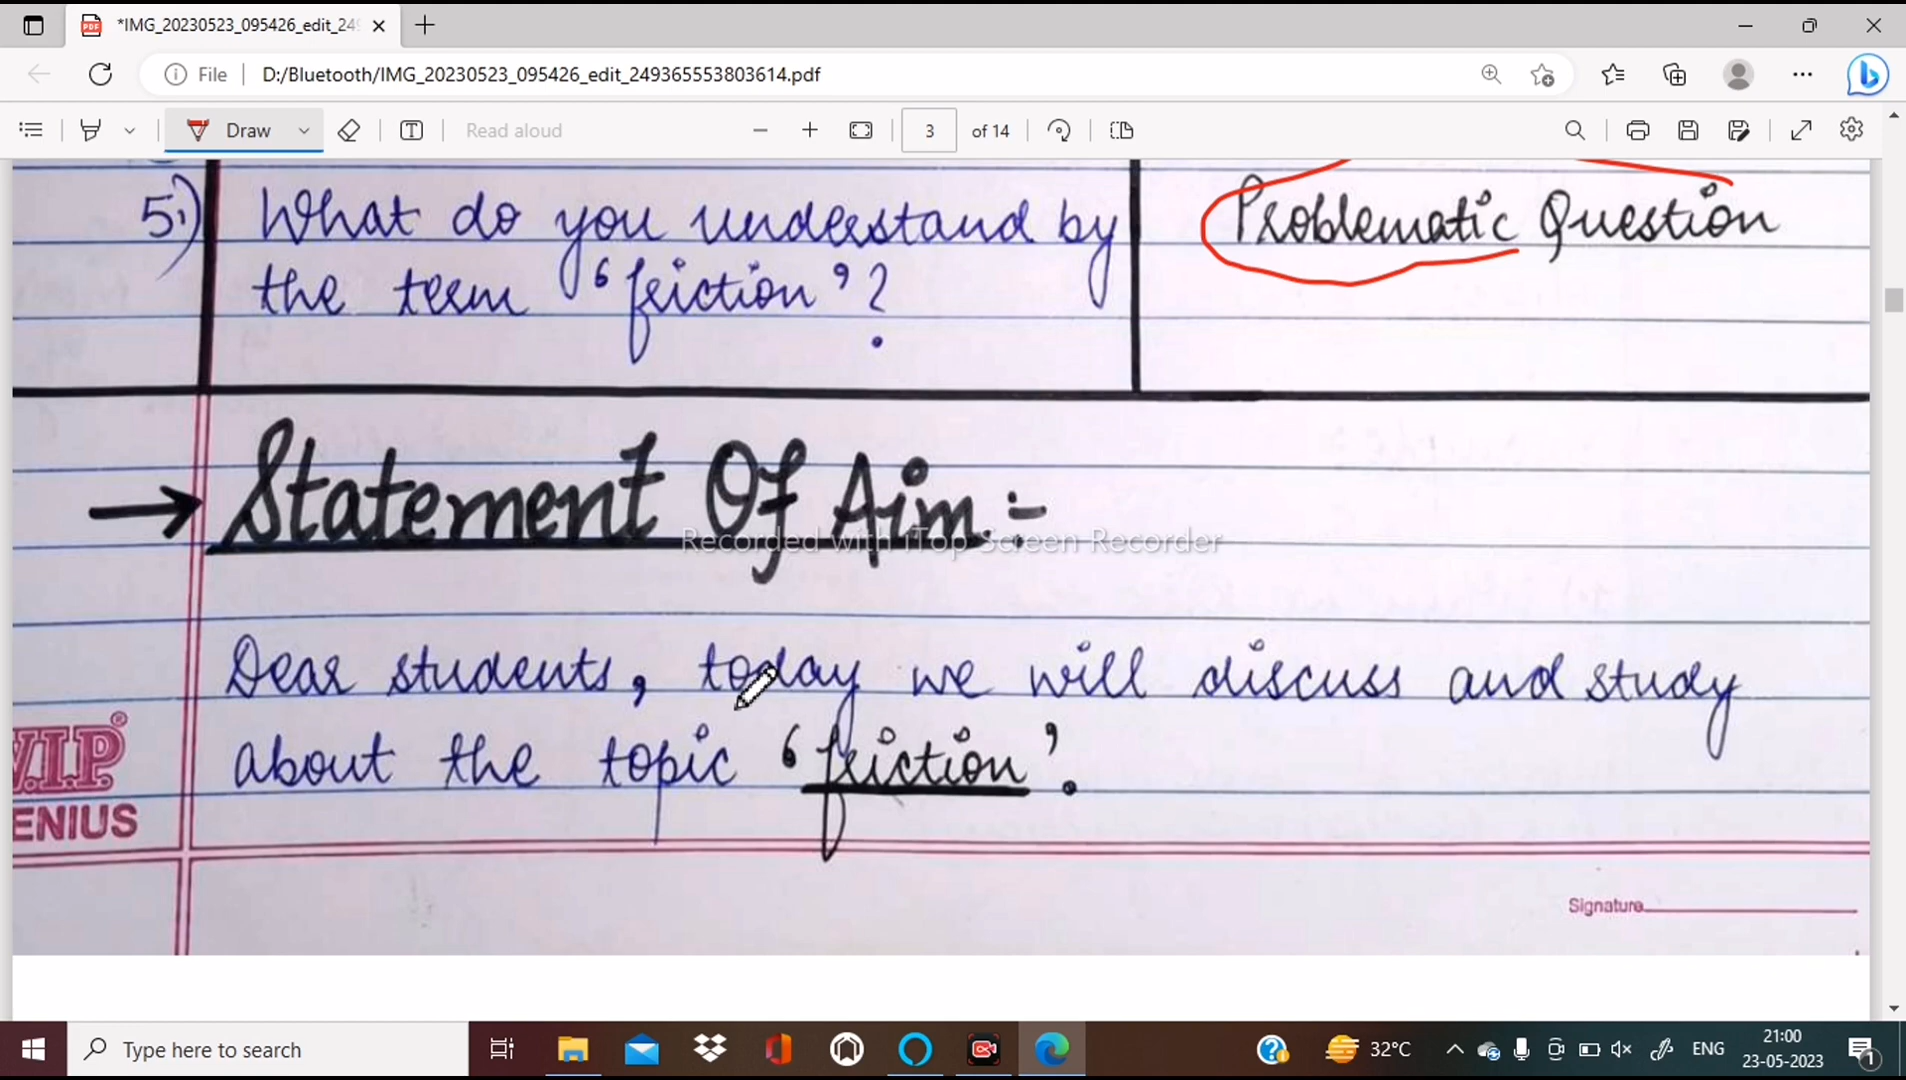 *IMG_20230523_095426_edit_249
File D:/Bluetooth/IMG_20230523_095426_edit_249365553803614.pdf
Draw Read aloud 3 of 14
5.) What do you understand by
the term 'friction'?
Problematic Question
→ Statement Of Aim:-
Recorded with iTop Screen Recorder
Dear students, today we will discuss and study
about the topic 'friction'.
V.I.P®
ENIUS
Signature
Type here to search
32°C ENG 21:00
23-05-2023
1